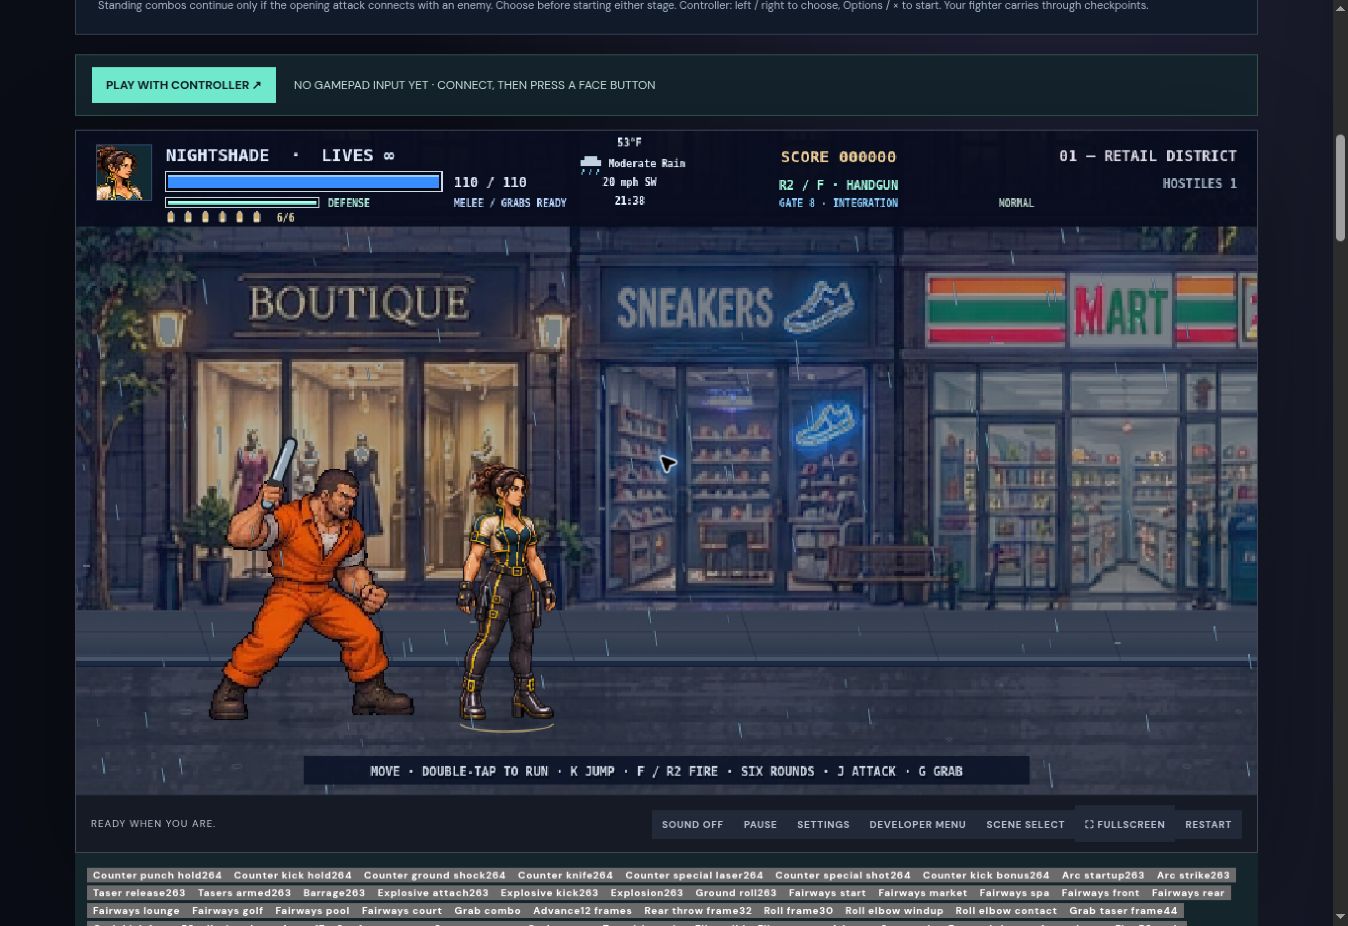 Standing combos continue only if the opening attack connects with an enemy. Choose before starting either stage. Controller: left / right to choose, Options / × to start. Your fighter carries through checkpoints.
PLAY WITH CONTROLLER ↗ NO GAMEPAD INPUT YET · CONNECT, THEN PRESS A FACE BUTTON
NIGHTSHADE · LIVES ∞
110 / 110
DEFENSE MELEE / GRABS READY
6/6
53°F
Moderate Rain
20 mph SW
21:38
SCORE 000000
R2 / F · HANDGUN
GATE 8 · INTEGRATION
NORMAL
01 — RETAIL DISTRICT
HOSTILES 1
BOUTIQUE
SNEAKERS
MART
MOVE · DOUBLE-TAP TO RUN · K JUMP · F / R2 FIRE · SIX ROUNDS · J ATTACK · G GRAB
READY WHEN YOU ARE. SOUND OFF PAUSE SETTINGS DEVELOPER MENU SCENE SELECT ⛶ FULLSCREEN RESTART
Counter punch hold264 Counter kick hold264 Counter ground shock264 Counter knife264 Counter special laser264 Counter special shot264 Counter kick bonus264 Arc startup263 Arc strike263
Taser release263 Tasers armed263 Barrage263 Explosive attach263 Explosive kick263 Explosion263 Ground roll263 Fairways start Fairways market Fairways spa Fairways front Fairways rear
Fairways lounge Fairways golf Fairways pool Fairways court Grab combo Advance12 frames Rear throw frame32 Roll frame30 Roll elbow windup Roll elbow contact Grab taser frame44